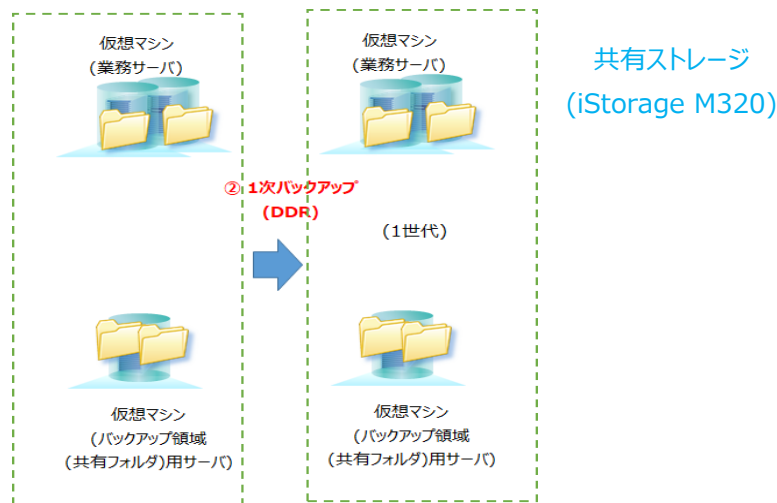 仮想マシン
(業務サーバ)
仮想マシン
(業務サーバ)
共有ストレージ
(iStorage M320)
② 1次バックアップ
(DDR)
(1世代)
仮想マシン
(バックアップ領域
(共有フォルダ)用サーバ)
仮想マシン
(バックアップ領域
(共有フォルダ)用サーバ)